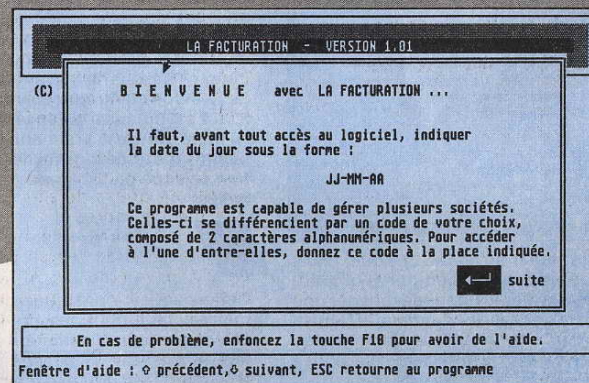 LA FACTURATION - VERSION 1.01
(C)
B I E N V E N U E avec LA FACTURATION ...
Il faut, avant tout accès au logiciel, indiquer
la date du jour sous la forme :
JJ-MM-AA
Ce programme est capable de gérer plusieurs sociétés.
Celles-ci se différencient par un code de votre choix,
composé de 2 caractères alphanumériques. Pour accéder
à l'une d'entre-elles, donnez ce code à la place indiquée.
suite
En cas de problème, enfoncez la touche F10 pour avoir de l'aide.
Fenêtre d'aide : ⇧ précédent,⇩ suivant, ESC retourne au programme